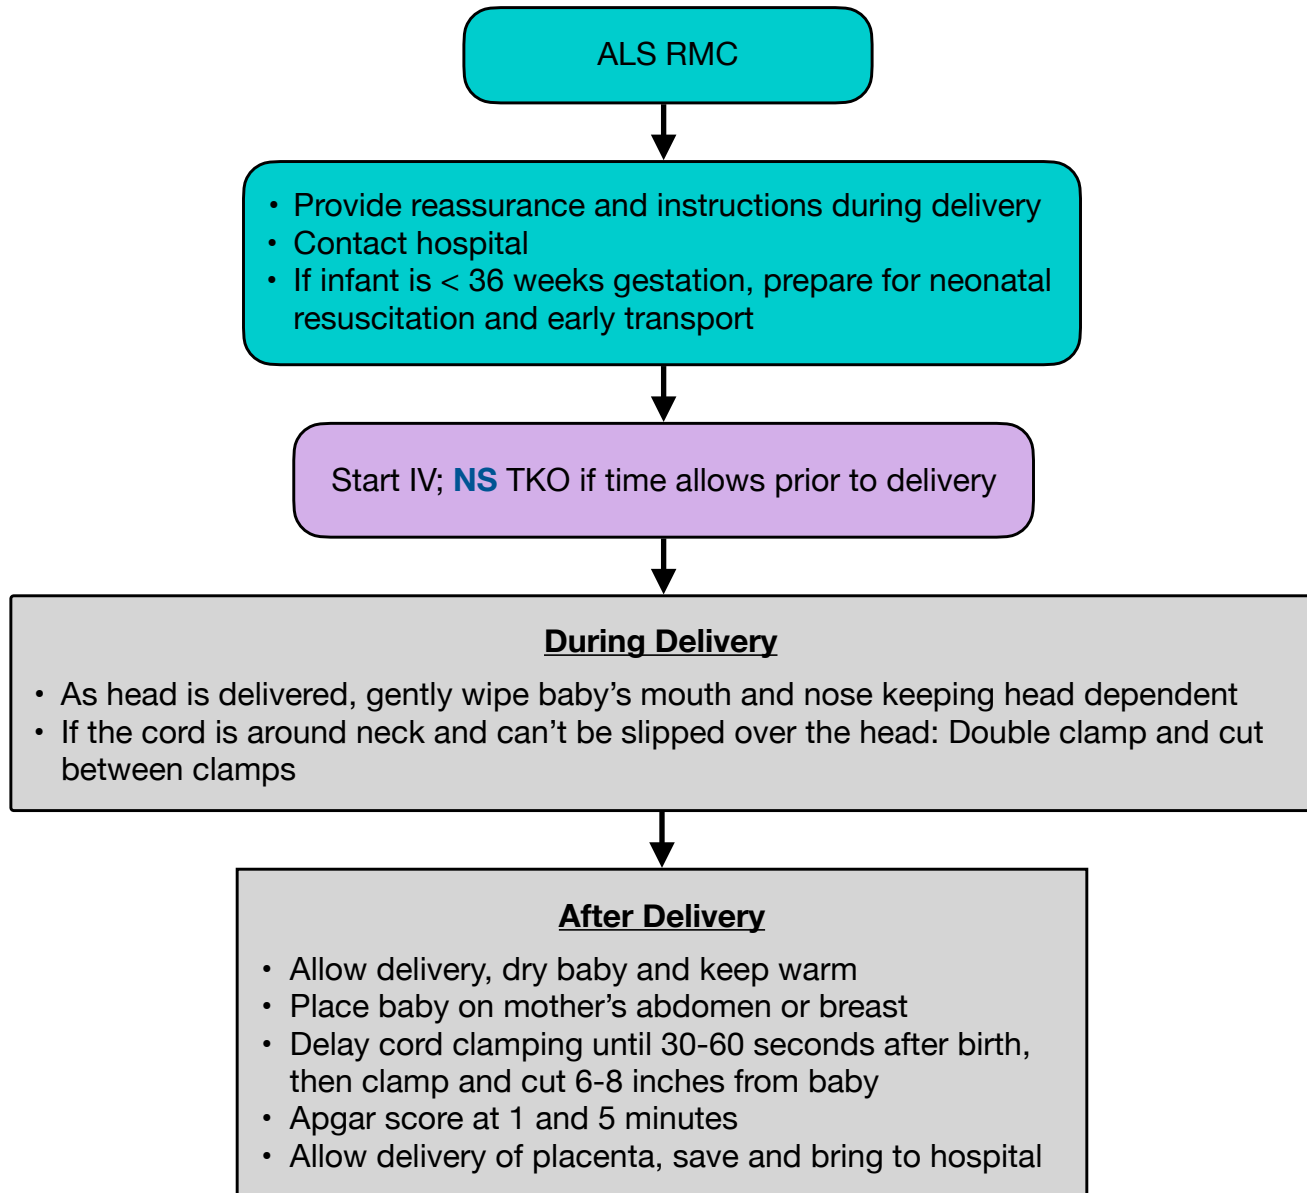 ALS RMC
• Provide reassurance and instructions during delivery
• Contact hospital
• If infant is < 36 weeks gestation, prepare for neonatal
resuscitation and early transport
Start IV; NS TKO if time allows prior to delivery
During Delivery
• As head is delivered, gently wipe baby’s mouth and nose keeping head dependent
• If the cord is around neck and can’t be slipped over the head: Double clamp and cut
between clamps
After Delivery
• Allow delivery, dry baby and keep warm
• Place baby on mother’s abdomen or breast
• Delay cord clamping until 30-60 seconds after birth,
then clamp and cut 6-8 inches from baby
• Apgar score at 1 and 5 minutes
• Allow delivery of placenta, save and bring to hospital